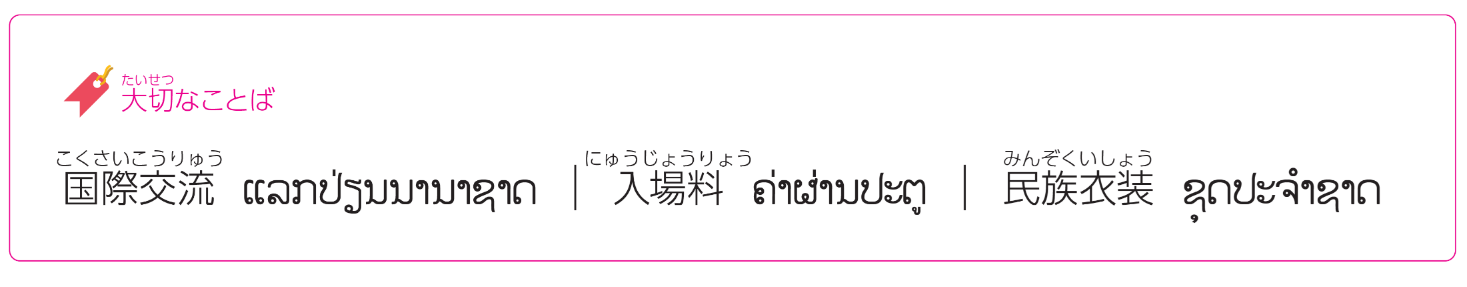 たいせつ
大切なことば
こくさいこうりゅう にゅうじょうりょう みんぞくいしょう
国際交流 ແລກປ່ຽນນານາຊາດ | 入場料 ຄ່າຜ່ານປະຕູ | 民族衣装 ຊຸດປະຈຳຊາດ